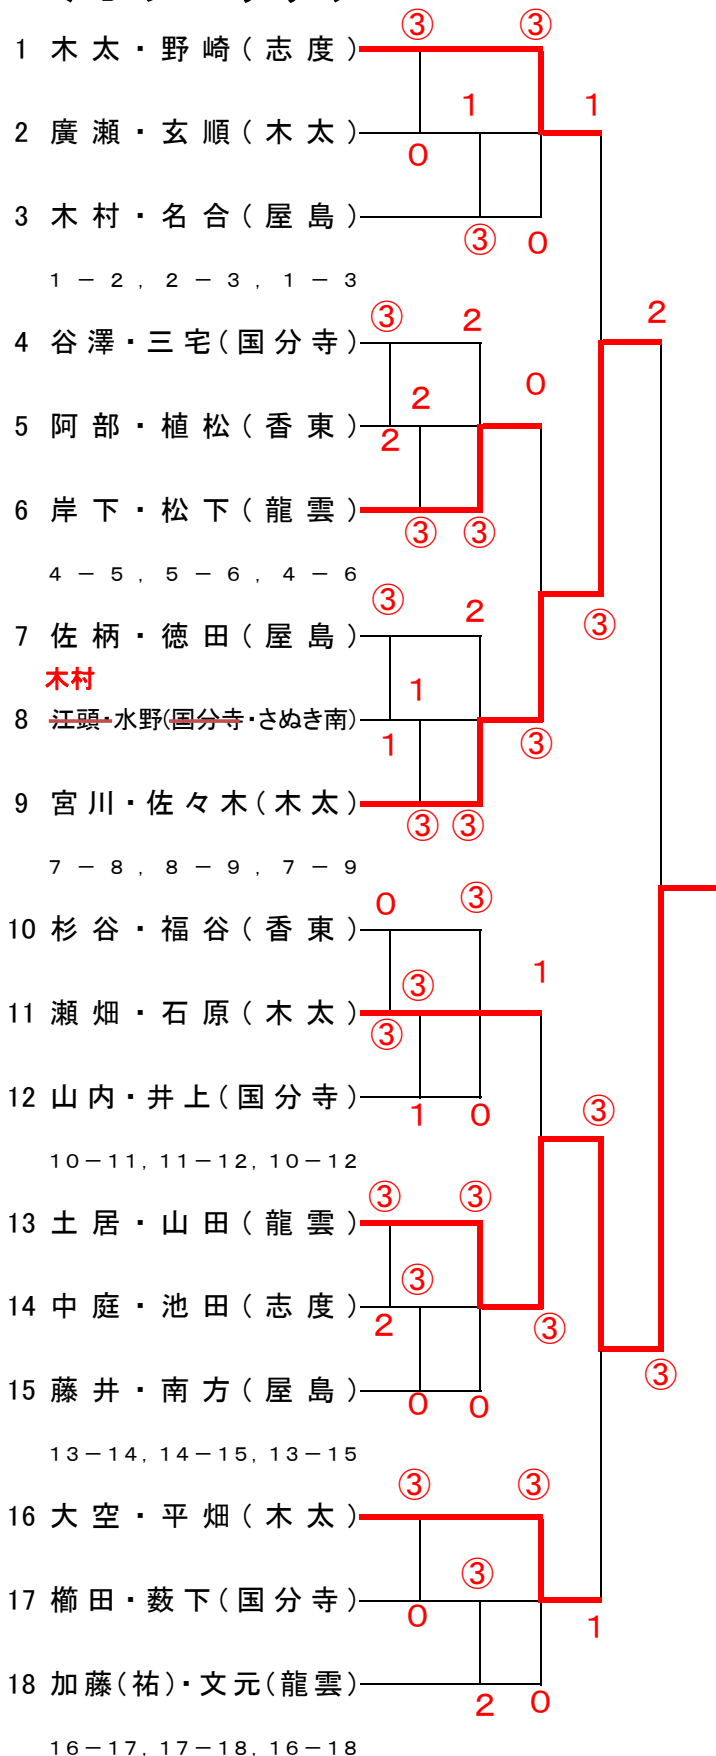 ③ ③
1 木太・野崎(志度)
1 1
2 廣瀬・玄順(木太)
0
3 木村・名合(屋島)
③ 0
1－2, 2－3, 1－3
③ 2 2
4 谷澤・三宅(国分寺)
2 0
5 阿部・植松(香東)
2
6 岸下・松下(龍雲)
③ ③
4－5, 5－6, 4－6
③ 2 ③
7 佐柄・徳田(屋島)
木村 1
8 江頭・水野(国分寺・さぬき南)
1 ③
9 宮川・佐々木(木太)
③ ③
7－8, 8－9, 7－9
0 ③
10 杉谷・福谷(香東)
③ 1
11 瀬畑・石原(木太)
③
12 山内・井上(国分寺)
1 0 ③
10－11, 11－12, 10－12
③ ③
13 土居・山田(龍雲)
③
14 中庭・池田(志度)
2 ③
15 藤井・南方(屋島)
0 0 ③
13－14, 14－15, 13－15
③ ③
16 大空・平畑(木太)
③
17 櫛田・薮下(国分寺)
0 1
18 加藤(祐)・文元(龍雲)
2 0
16－17, 17－18, 16－18